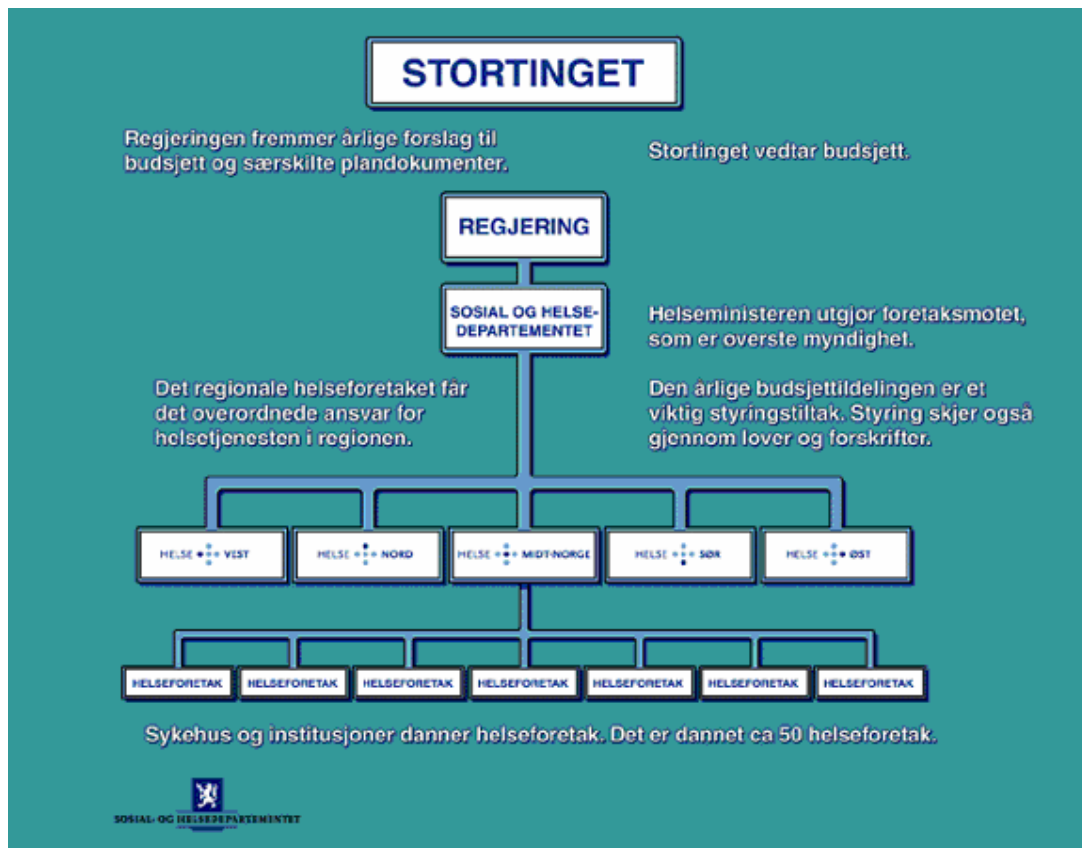 STORTINGET
Regjeringen fremmer årlige forslag til
budsjett og særskilte plandokumenter.
Stortinget vedtar budsjett.
REGJERING
SOSIAL OG HELSE-
DEPARTEMENTET
Helseministeren utgjør foretaksmøtet,
som er øverste myndighet.
Det regionale helseforetaket får
det overordnede ansvar for
helsetjenesten i regionen.
Den årlige budsjettildelingen er et
viktig styringstiltak. Styring skjer også
gjennom lover og forskrifter.
HELSE VEST
HELSE NORD
HELSE MIDT-NORGE
HELSE SØR
HELSE ØST
HELSEFORETAK
HELSEFORETAK
HELSEFORETAK
HELSEFORETAK
HELSEFORETAK
HELSEFORETAK
HELSEFORETAK
Sykehus og institusjoner danner helseforetak. Det er dannet ca 50 helseforetak.
SOSIAL- OG HELSEDEPARTEMENTET